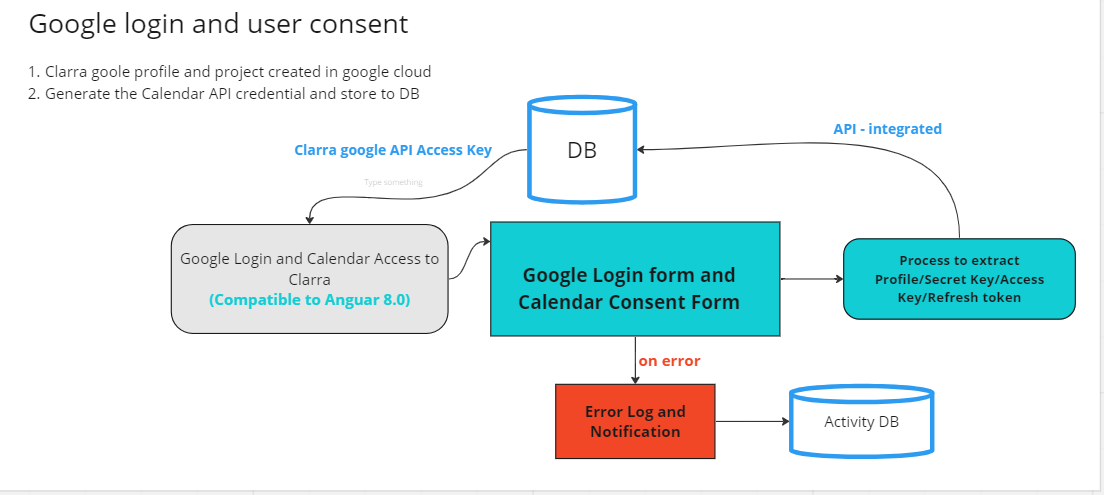 Google login and user consent
1. Clarra goole profile and project created in google cloud
2. Generate the Calendar API credential and store to DB
API - integrated
Clarra google API Access Key
DB
Type something
Google Login and Calendar Access to
Clarra
(Compatible to Anguar 8.0)
Google Login form and
Calendar Consent Form
Process to extract
Profile/Secret Key/Access
Key/Refresh token
on error
Error Log and
Notification
Activity DB